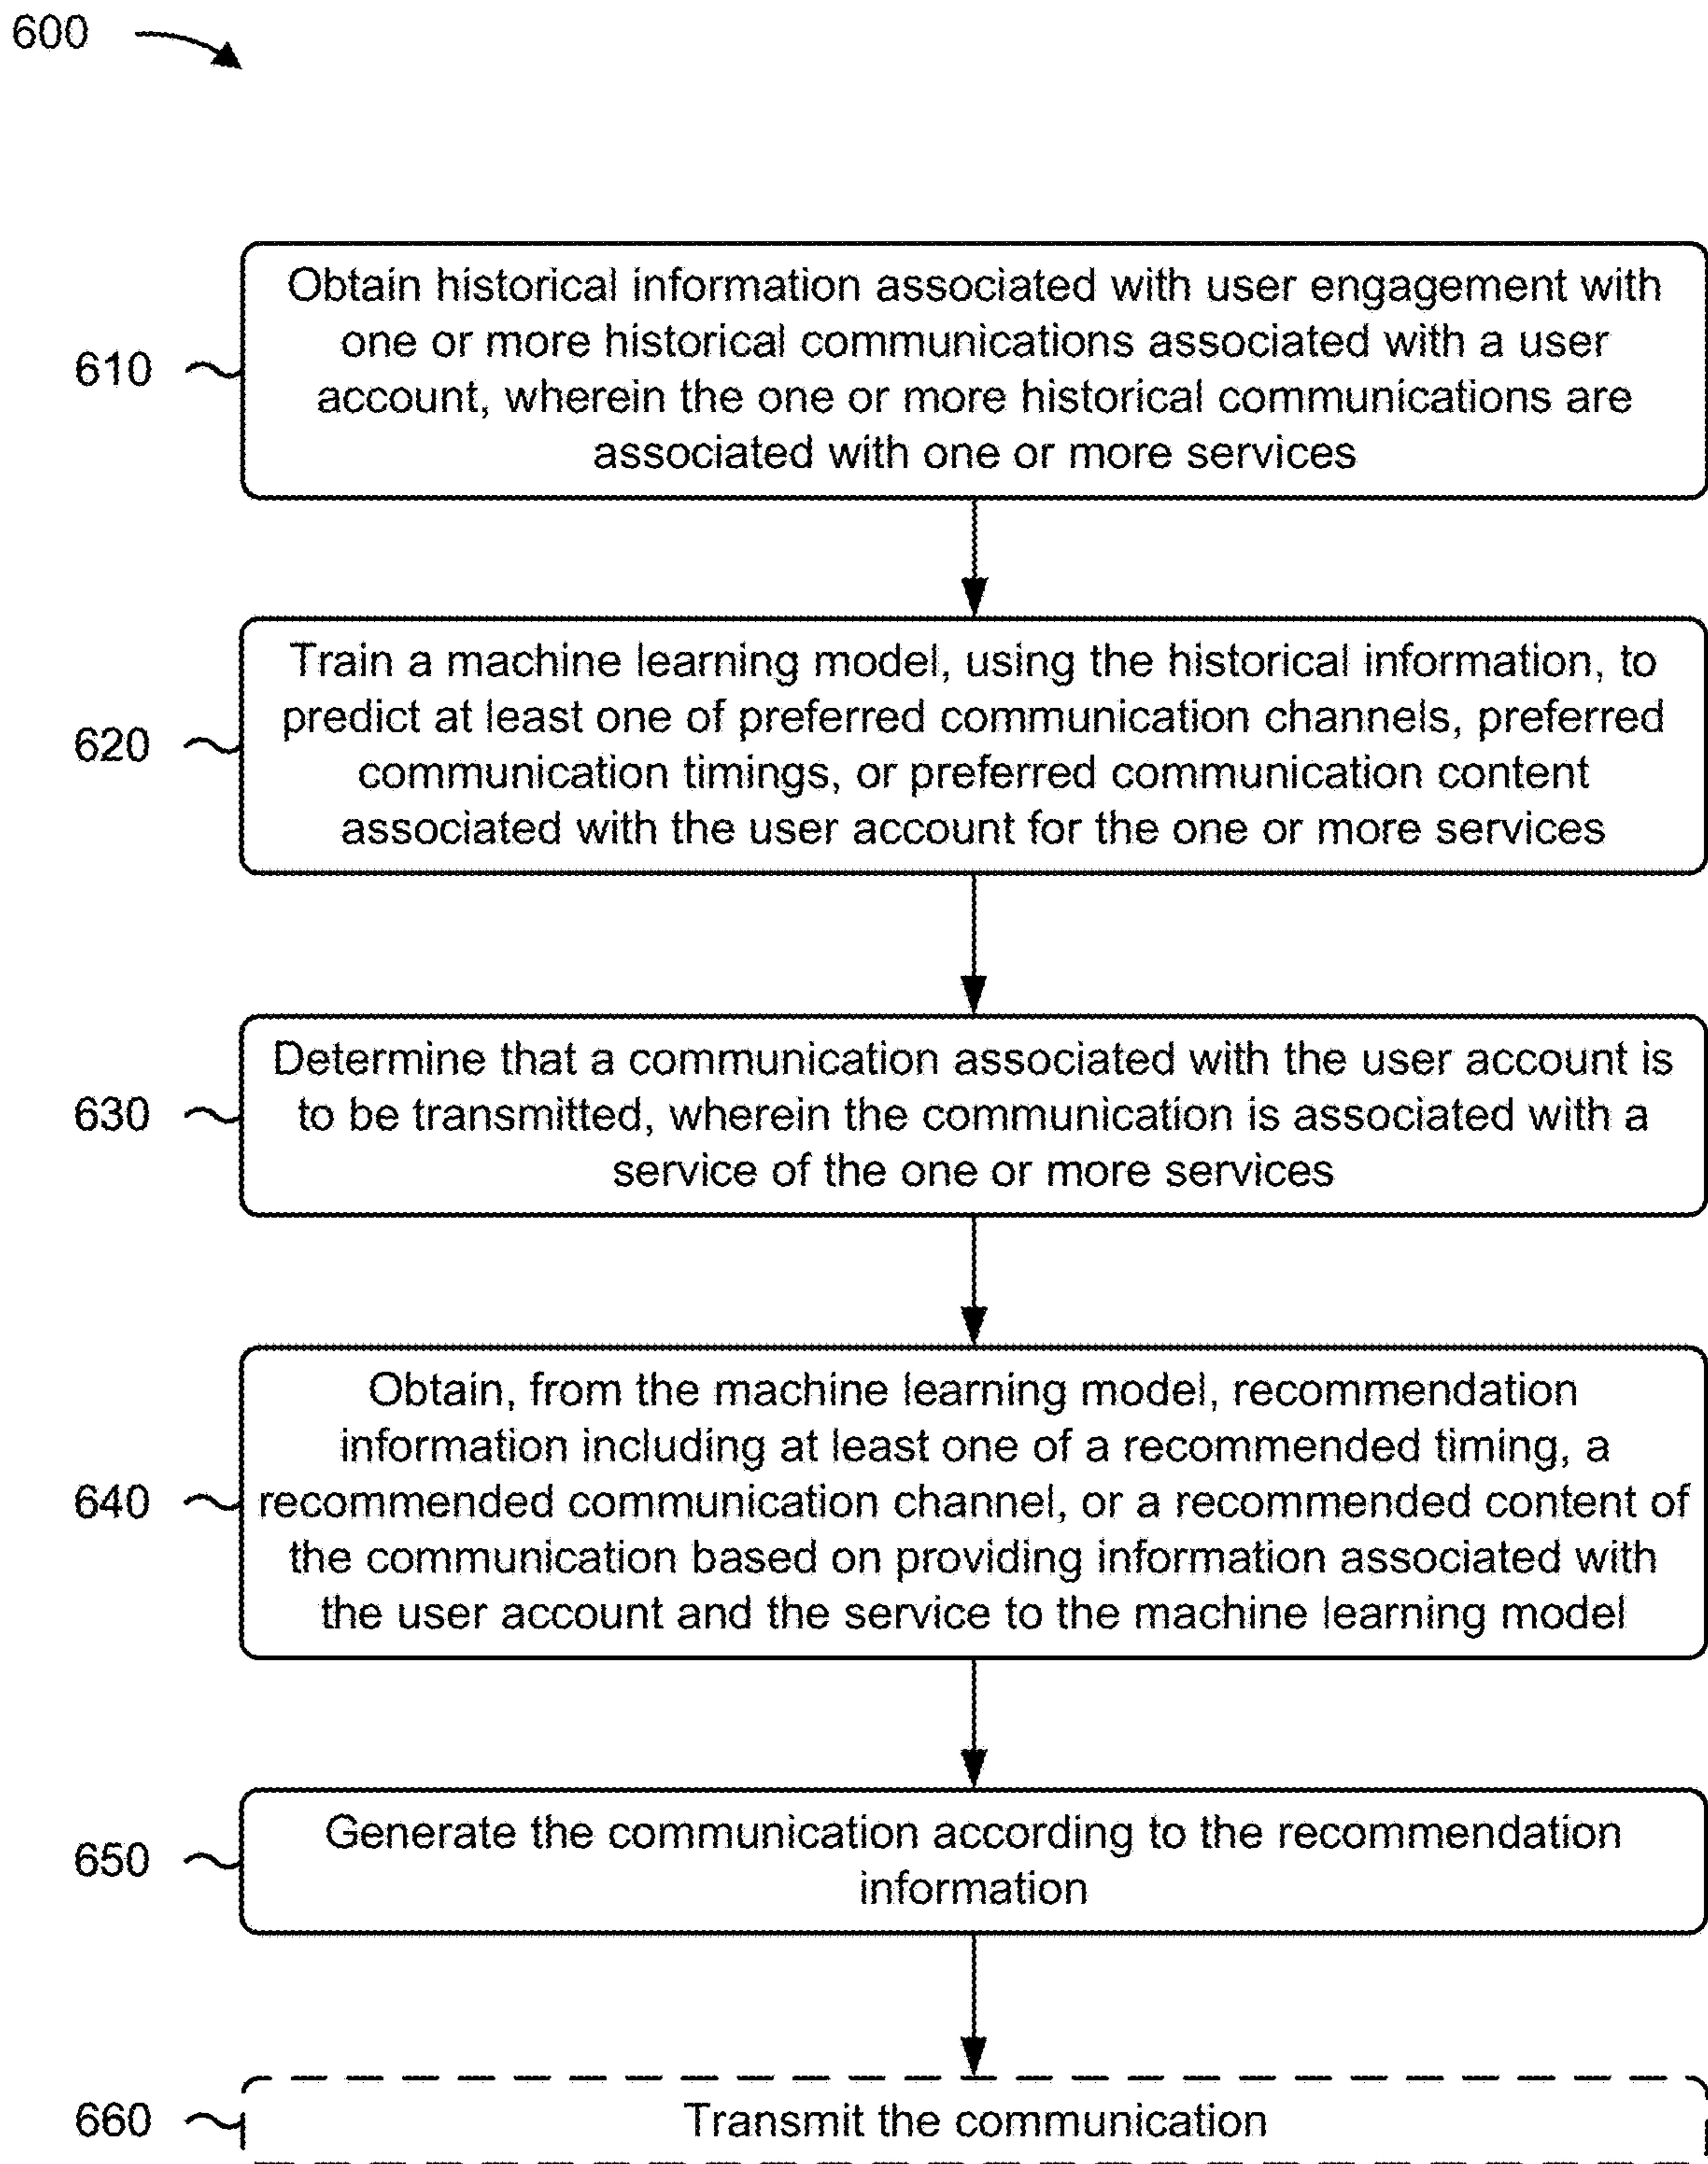 600
Obtain historical information associated with user engagement with
one or more historical communications associated with a user
account, wherein the one or more historical communications are
associated with one or more services
610
Train a machine learning model, using the historical information, to
predict at least one of preferred communication channels, preferred
communication timings, or preferred communication content
associated with the user account for the one or more services
620
Determine that a communication associated with the user account is
to be transmitted, wherein the communication is associated with a
service of the one or more services
630
Obtain, from the machine learning model, recommendation
information including at least one of a recommended timing, a
recommended communication channel, or a recommended content of
the communication based on providing information associated with
the user account and the service to the machine learning model
640
Generate the communication according to the recommendation
information
650
Transmit the communication
660